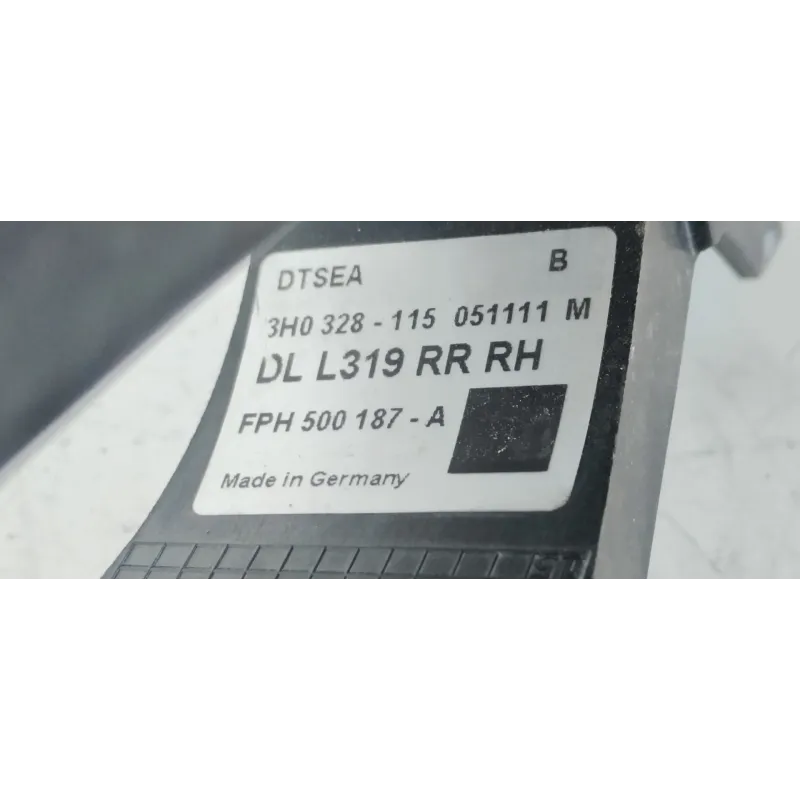 DTSEA B
3H0 328 - 115 051111 M
DL L319 RR RH
FPH 500 187 - A
Made in Germany